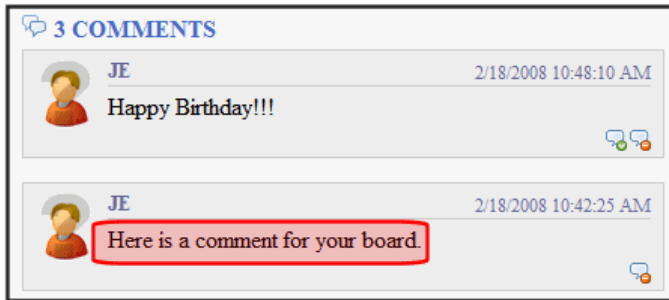 3 COMMENTS
JE 2/18/2008 10:48:10 AM
Happy Birthday!!!
JE 2/18/2008 10:42:25 AM
Here is a comment for your board.